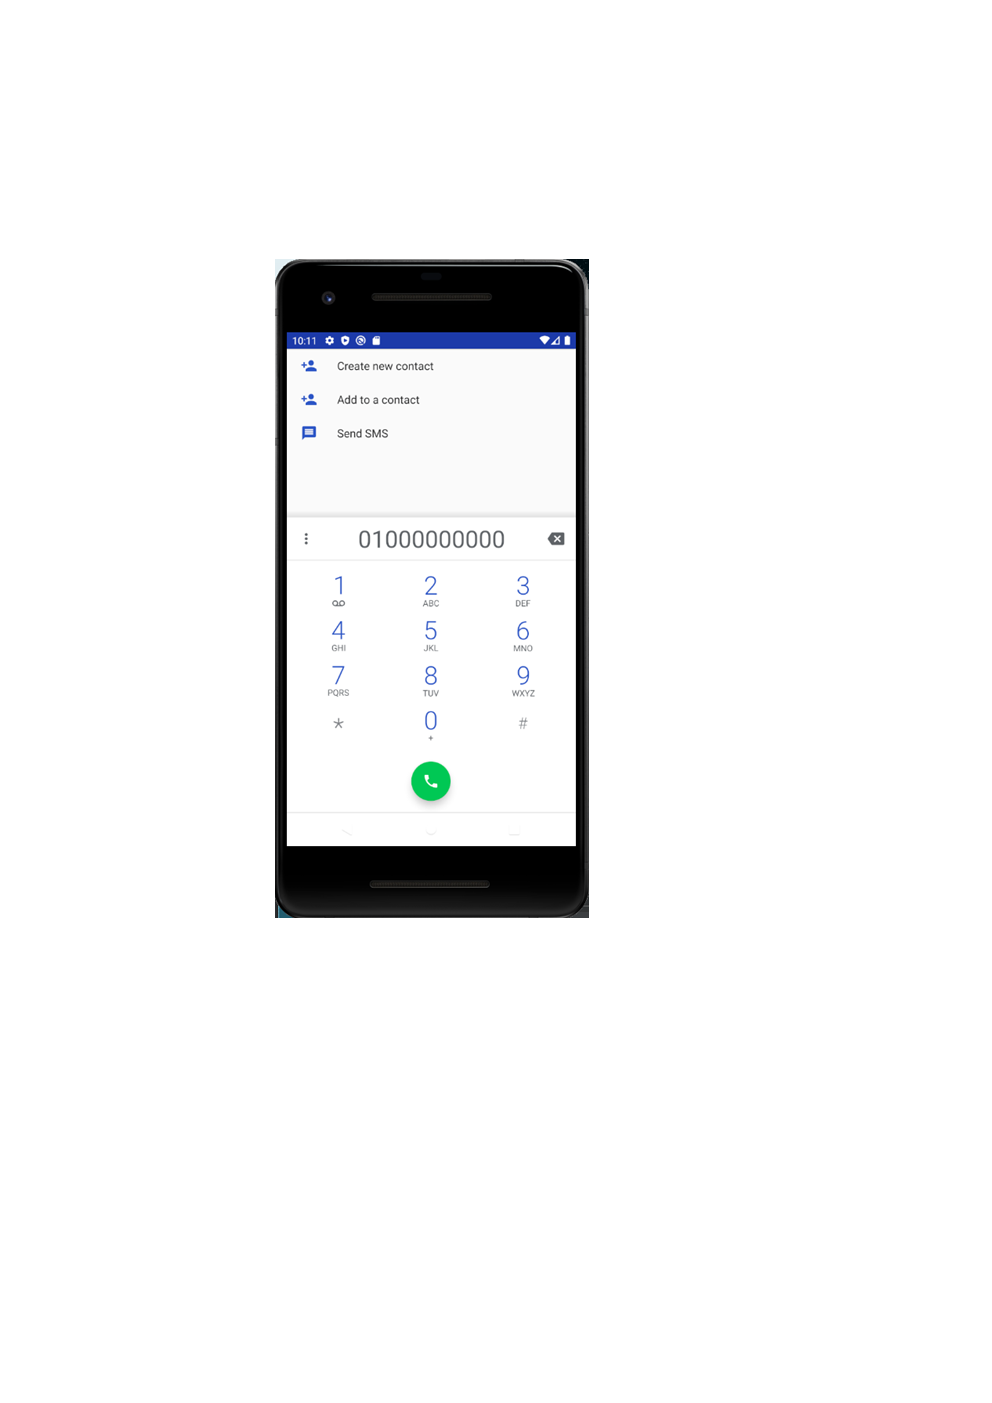 10:11
Create new contact
Add to a contact
Send SMS
01000000000
1 2 3
ABC DEF
4 5 6
GHI JKL MNO
7 8 9
PQRS TUV WXYZ
* 0 #
+